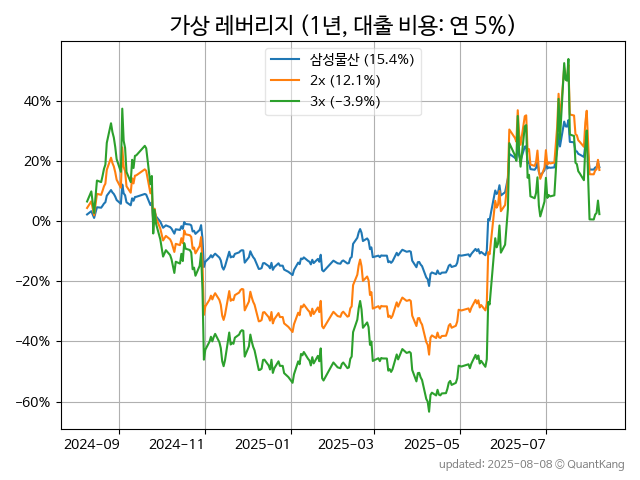 가상 레버리지 (1년, 대출 비용: 연 5%)
삼성물산 (15.4%)
2x (12.1%)
3x (−3.9%)
40%
20%
0%
−20%
−40%
−60%
2024-09 2024-11 2025-01 2025-03 2025-05 2025-07
updated: 2025-08-08 © QuantKang